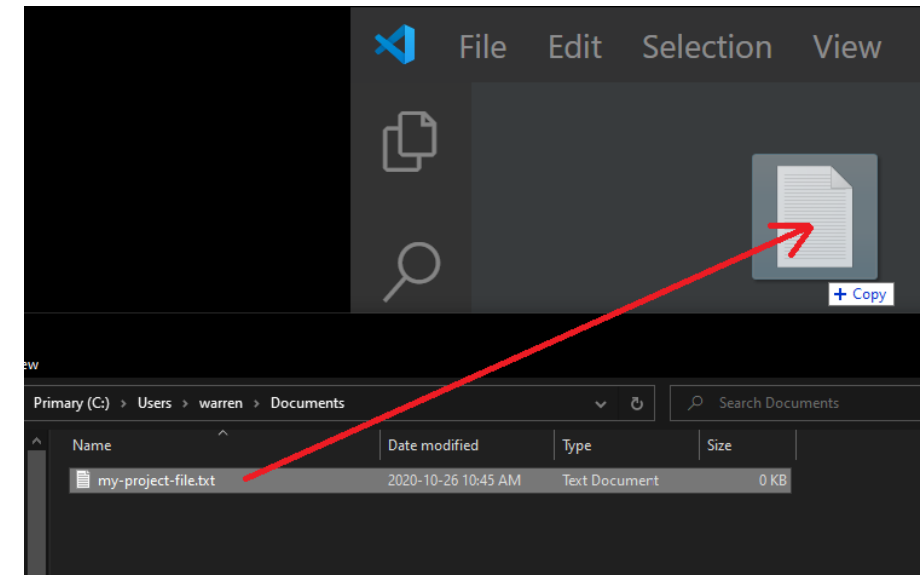 File Edit Selection View
+ Copy
ew
Primary (C:) > Users > warren > Documents
Search Documents
Name Date modified Type Size
my-project-file.txt 2020-10-26 10:45 AM Text Document 0 KB